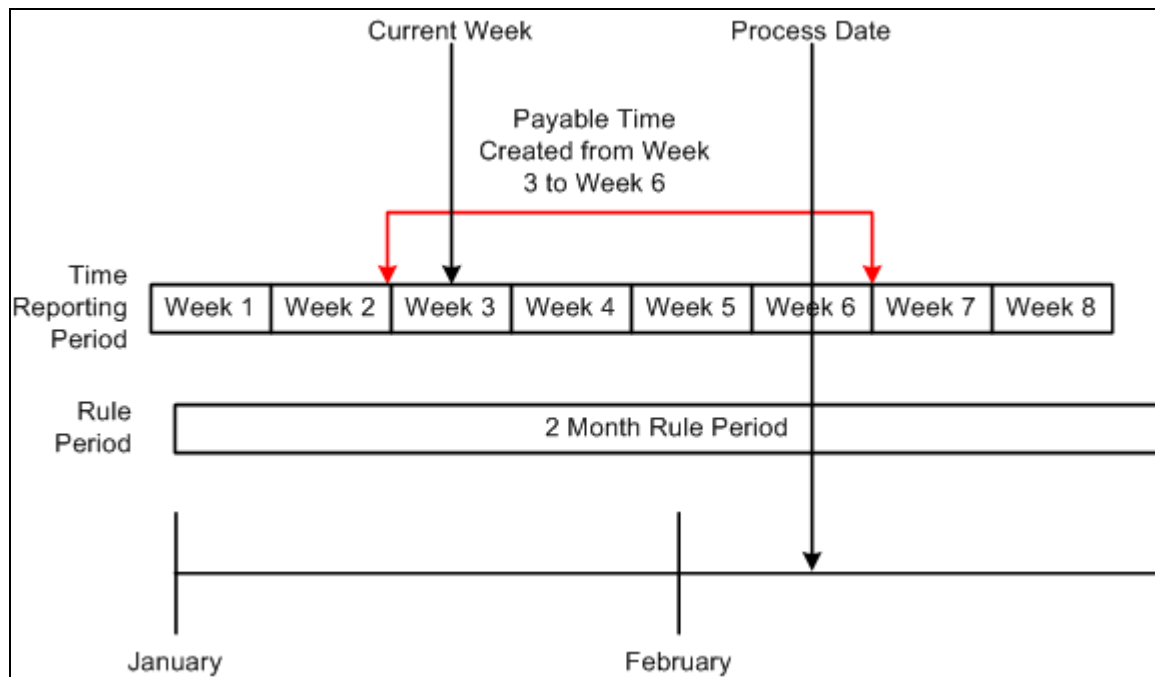 Current Week
Process Date
Payable Time
Created from Week
3 to Week 6
Time
Reporting
Period
Week 1
Week 2
Week 3
Week 4
Week 5
Week 6
Week 7
Week 8
Rule
Period
2 Month Rule Period
January
February